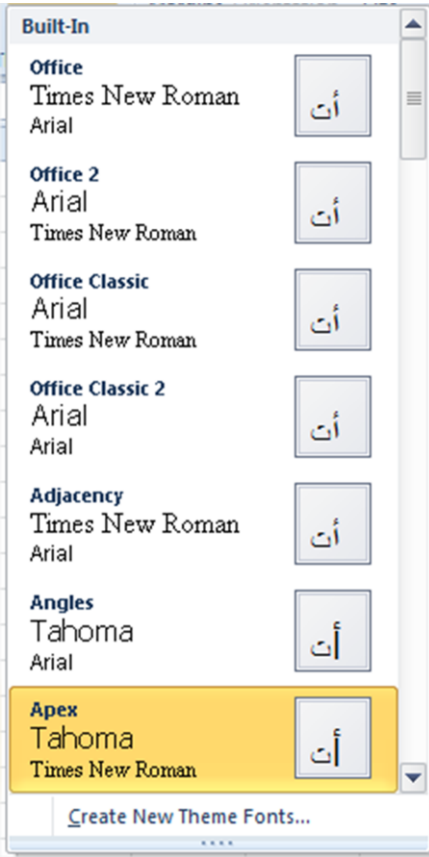 Built-In
Office
Times New Roman
Arial
أت
Office 2
Arial
Times New Roman
أت
Office Classic
Arial
Times New Roman
أت
Office Classic 2
Arial
Arial
أت
Adjacency
Times New Roman
Arial
أت
Angles
Tahoma
Arial
أت
Apex
Tahoma
Times New Roman
أت
Create New Theme Fonts...